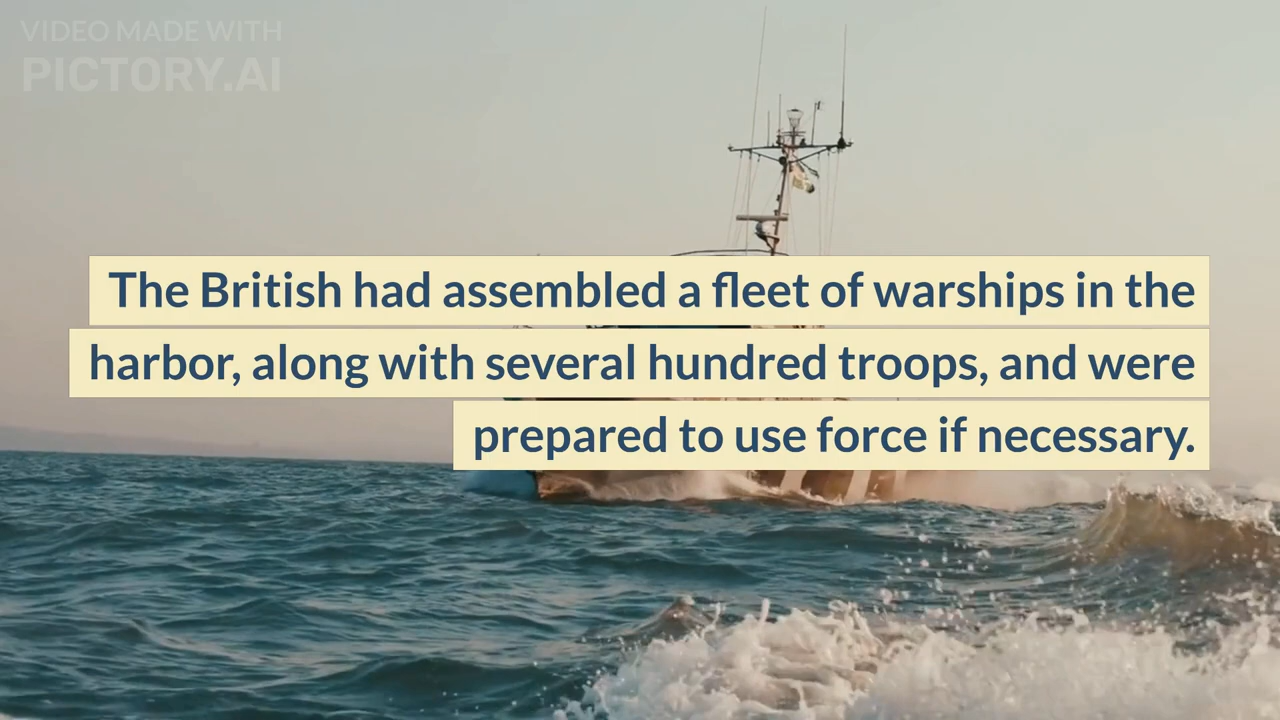 VIDEO MADE WITH
PICTORY.AI
The British had assembled a fleet of warships in the
harbor, along with several hundred troops, and were
prepared to use force if necessary.